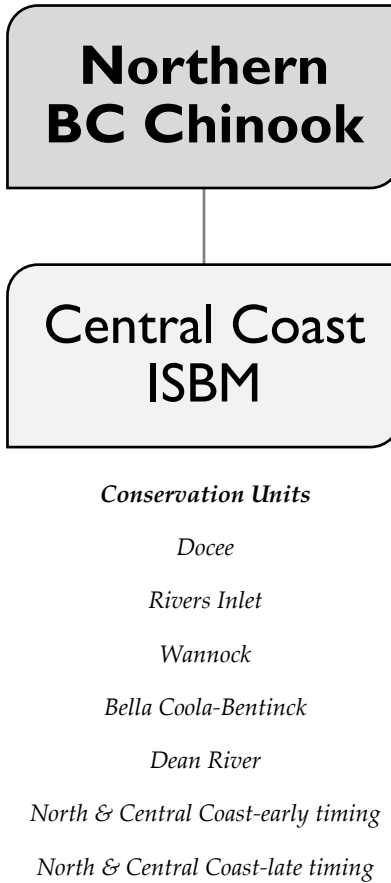 Northern
BC Chinook
Central Coast
ISBM
Conservation Units
Docee
Rivers Inlet
Wannock
Bella Coola-Bentinck
Dean River
North & Central Coast-early timing
North & Central Coast-late timing